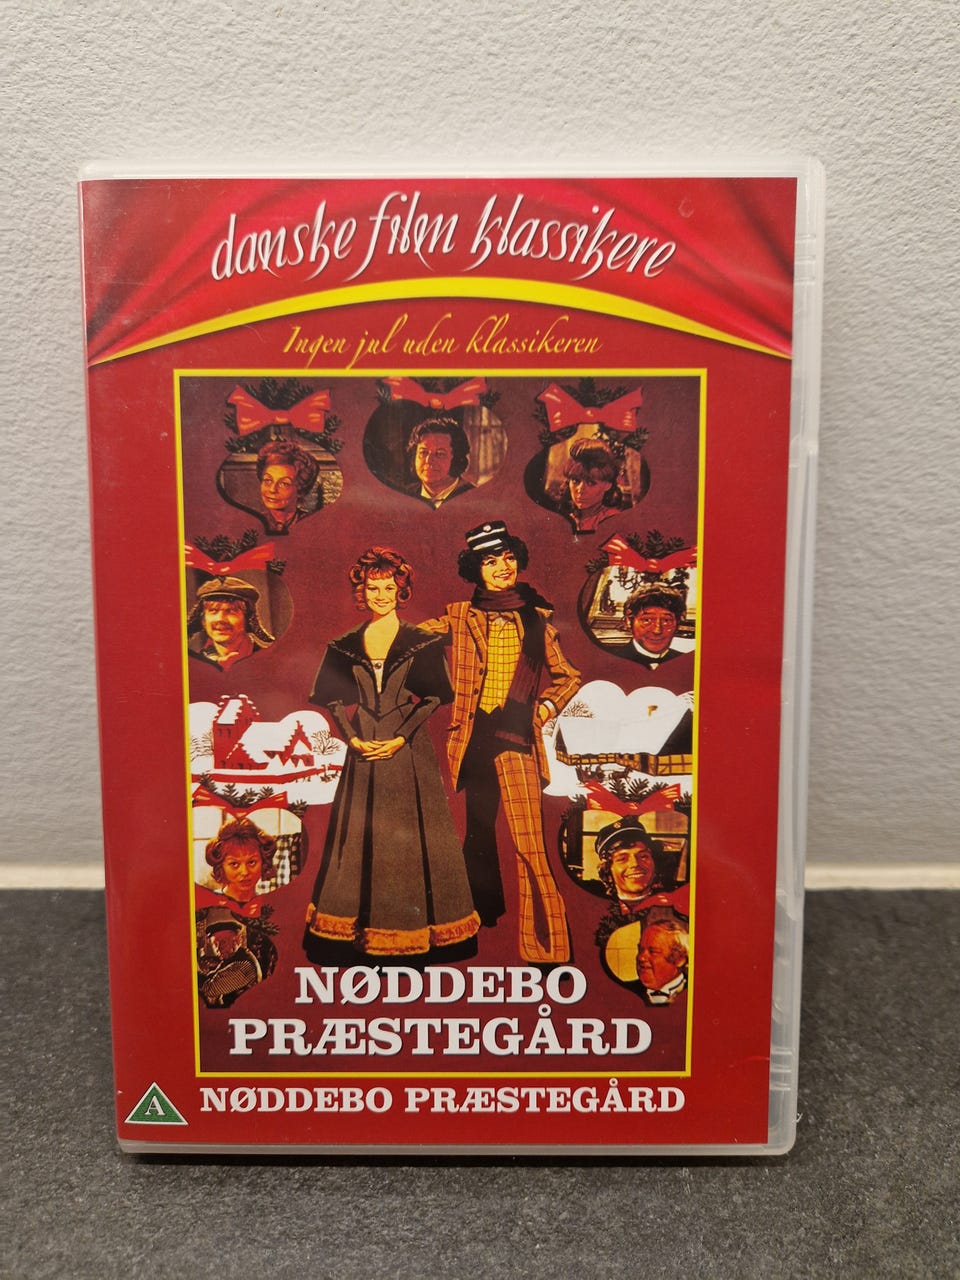 danske film klassikere
Ingen jul uden klassikeren
NØDDEBO
PRÆSTEGÅRD
A
NØDDEBO PRÆSTEGÅRD